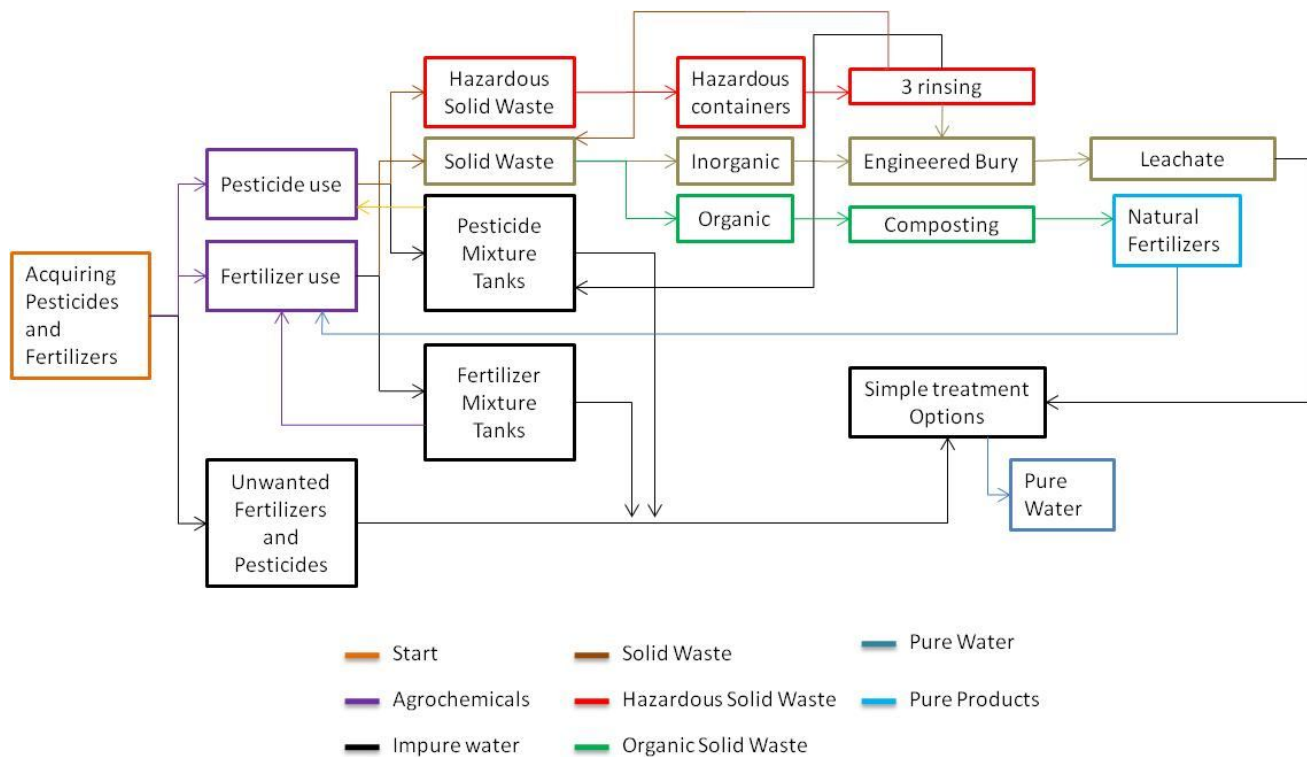 Hazardous
Solid Waste
Hazardous
containers
3 rinsing
Solid Waste
Inorganic
Engineered Bury
Leachate
Pesticide use
Pesticide
Mixture
Tanks
Organic
Composting
Natural
Fertilizers
Acquiring
Pesticides
and
Fertilizers
Fertilizer use
Fertilizer
Mixture
Tanks
Simple treatment
Options
Unwanted
Fertilizers
and
Pesticides
Pure
Water
Start
Solid Waste
Pure Water
Agrochemicals
Hazardous Solid Waste
Pure Products
Impure water
Organic Solid Waste